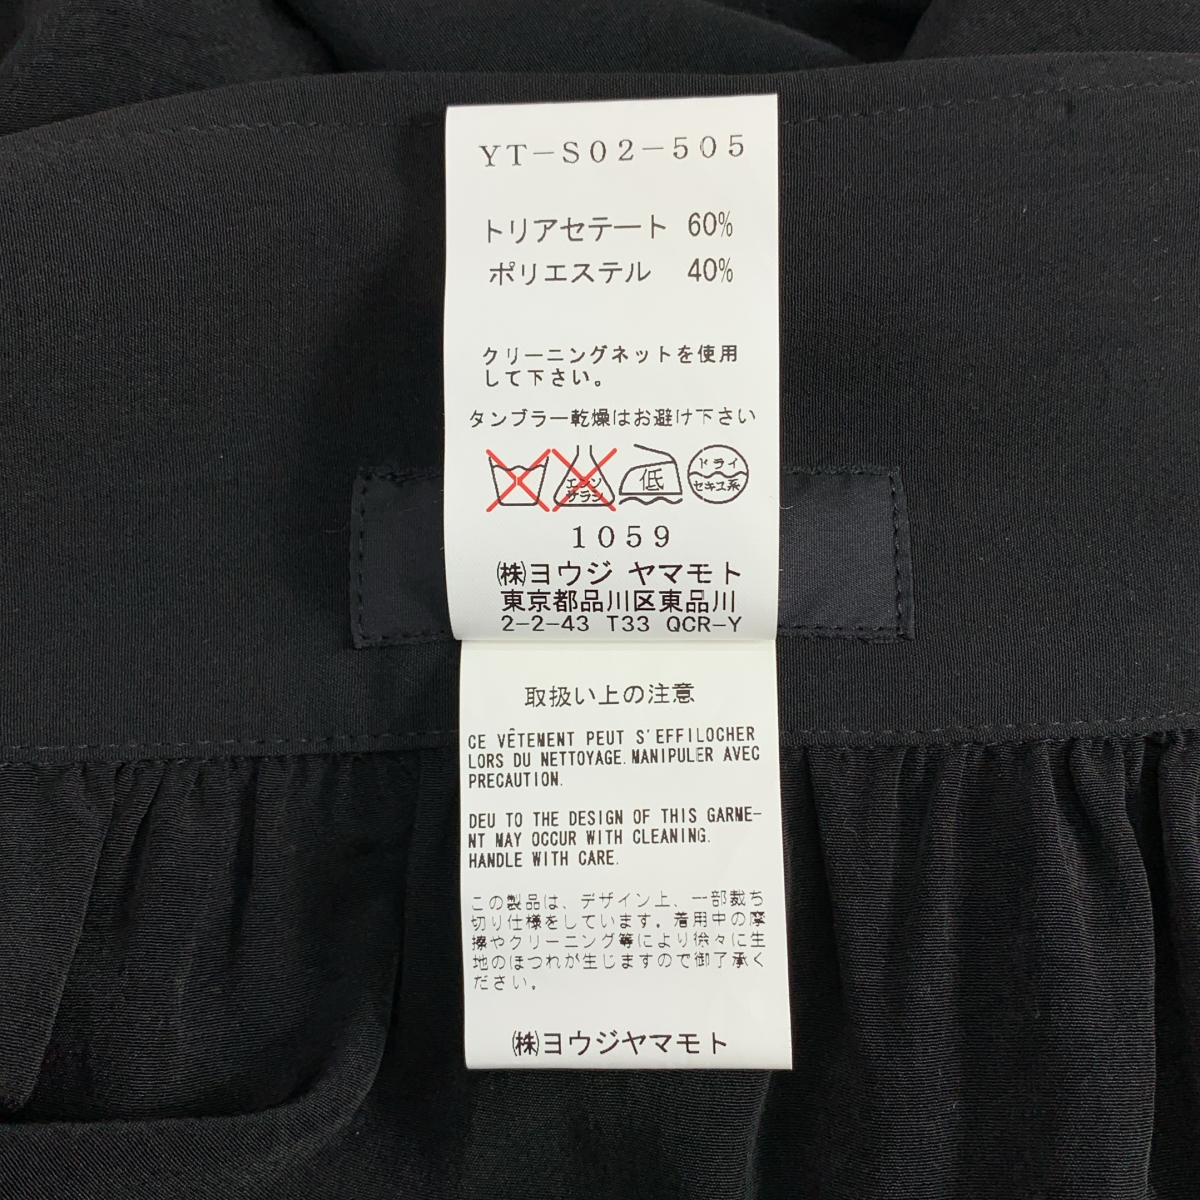 YT-S02-505
トリアセテート 60%
ポリエステル 40%
クリーニングネットを使用
して下さい。
タンブラー乾燥はお避け下さい
エンソ
サラシ
低
ドライ
セキユ系
1059
㈱ヨウジ ヤマモト
東京都品川区東品川
2-2-43 T33 QCR-Y
取扱い上の注意
CE VÊTEMENT PEUT S'EFFILOCHER
LORS DU NETTOYAGE.MANIPULER AVEC
PRECAUTION.
DEU TO THE DESIGN OF THIS GARME-
NT MAY OCCUR WITH CLEANING.
HANDLE WITH CARE.
この製品は、デザイン上、一部裁ち
切り仕様をしています。着用中の摩
擦やクリーニング等により徐々に生
地のほつれが生じますので御了承く
ださい。
㈱ヨウジヤマモト